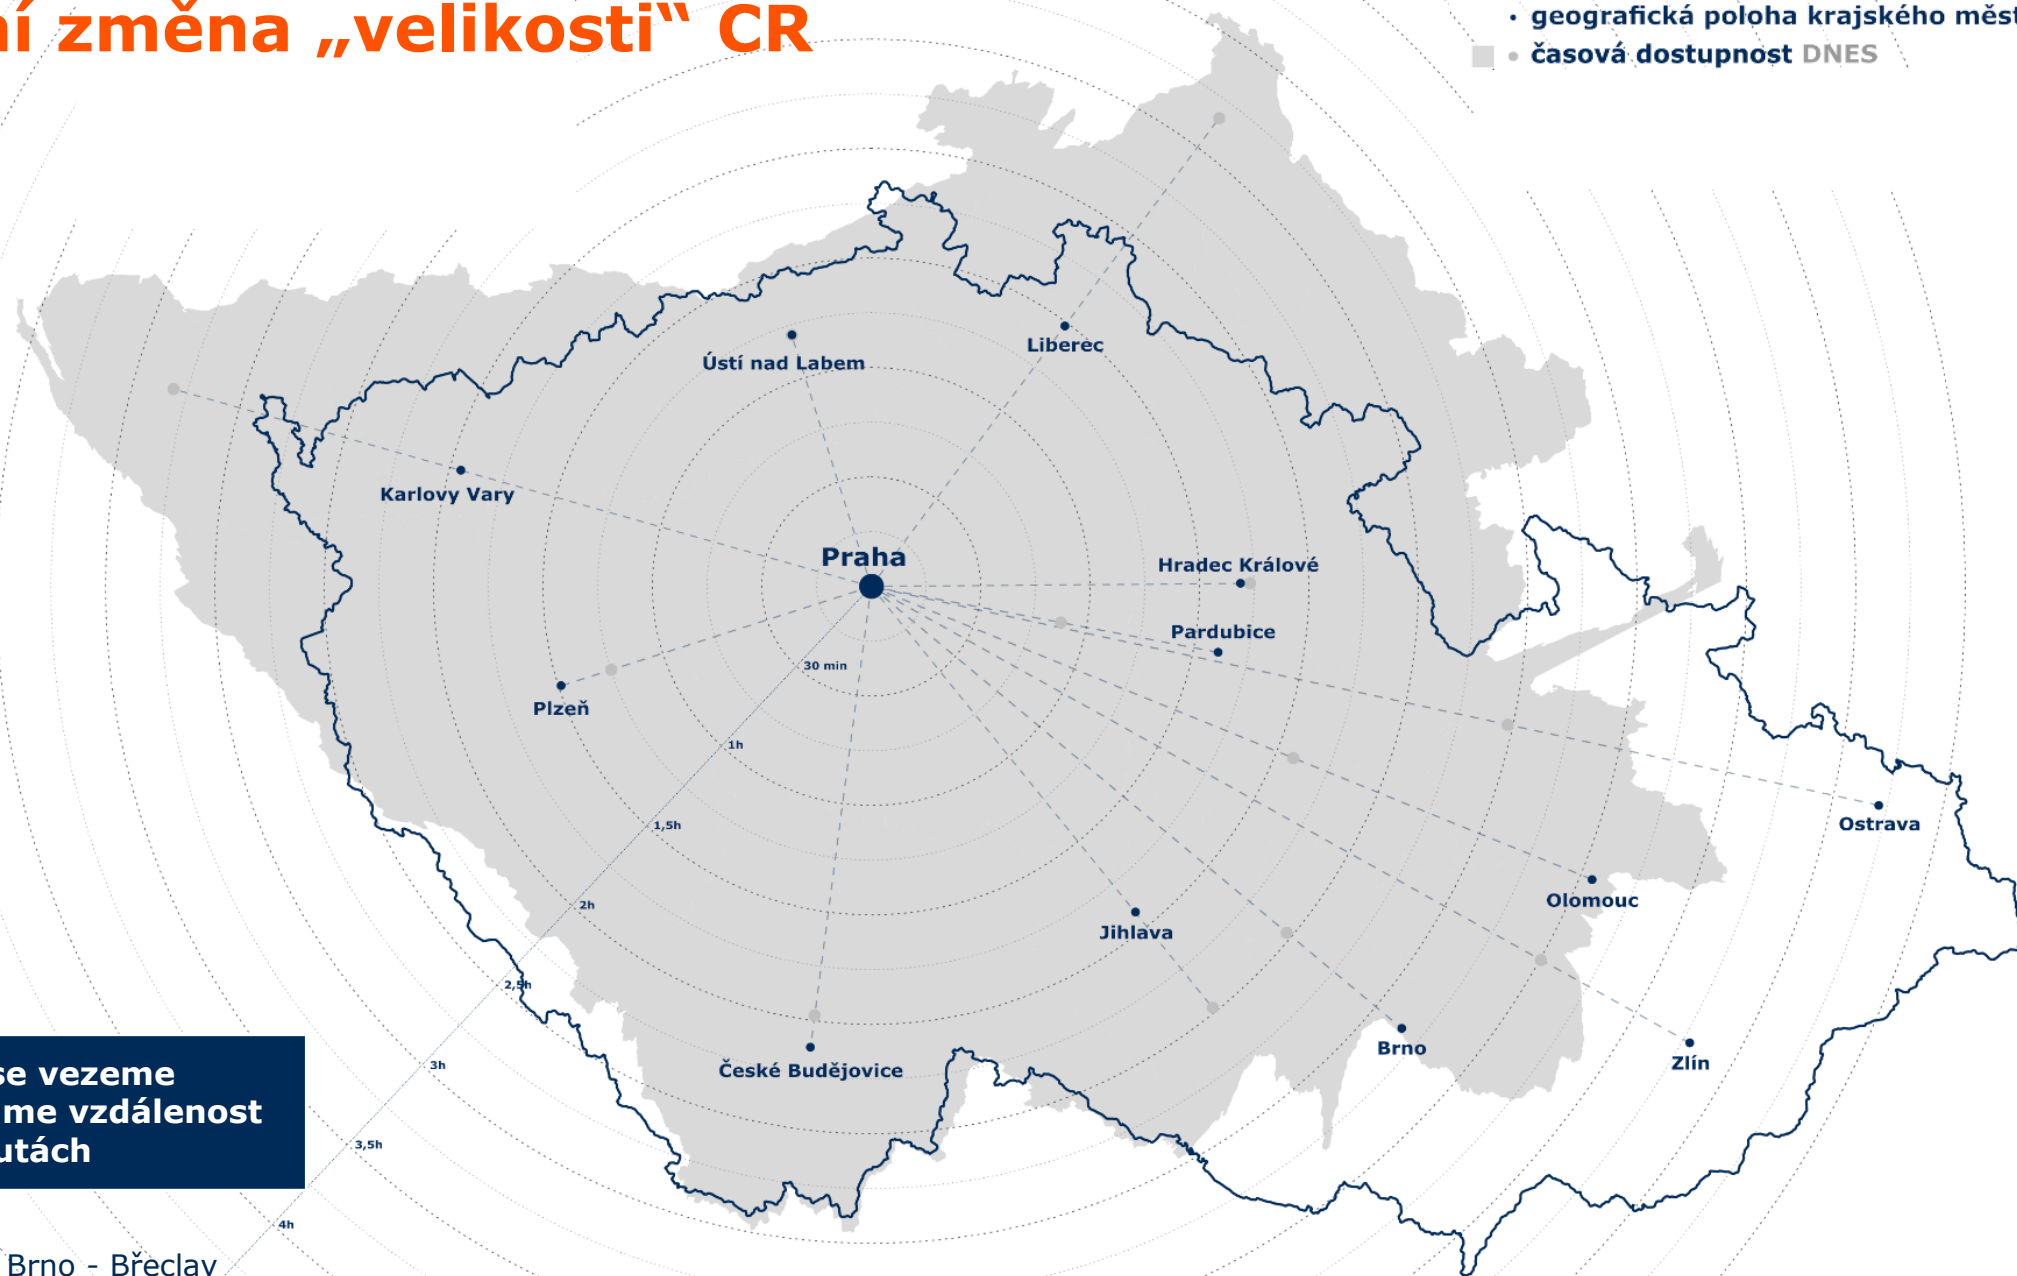 ní změna „velikosti“ CR
• geografická poloha krajského měst
• časová dostupnost DNES
Ústí nad Labem
Liberec
Karlovy Vary
Praha
Hradec Králové
Pardubice
30 min
Plzeň
1h
1,5h
Ostrava
2h
Olomouc
Jihlava
2,5h
Brno
Zlín
České Budějovice
3h
se vezeme
me vzdálenost
utách
3,5h
4h
Brno - Břeclav